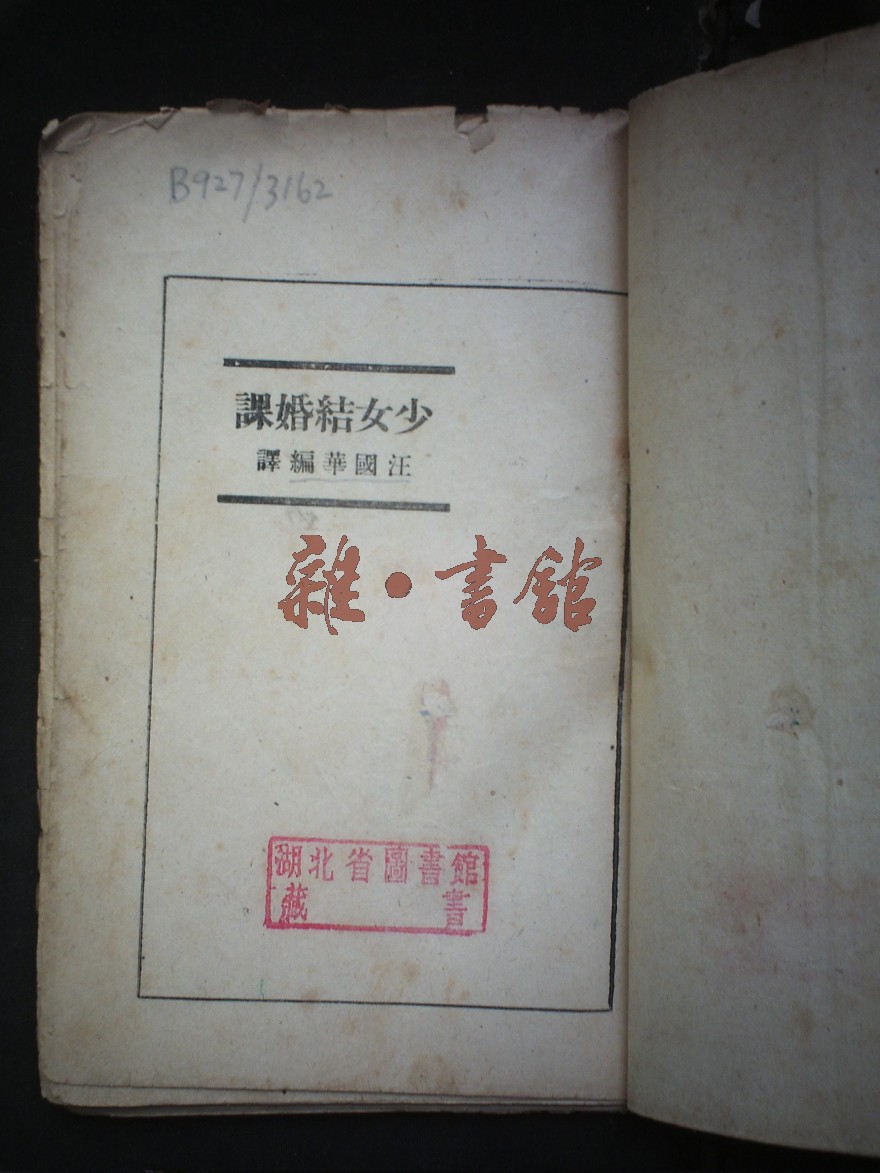 B927/3162
少女結婚課
汪國華編譯
雜•書館
湖北省圖書館
藏書